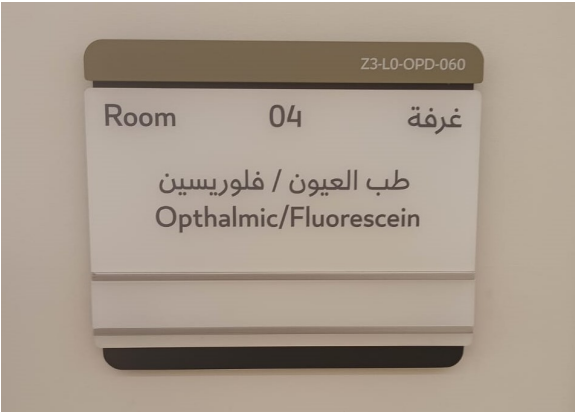 Z3-L0-OPD-060
Room 04 غرفة
طب العيون / فلوريسين
Opthalmic/Fluorescein